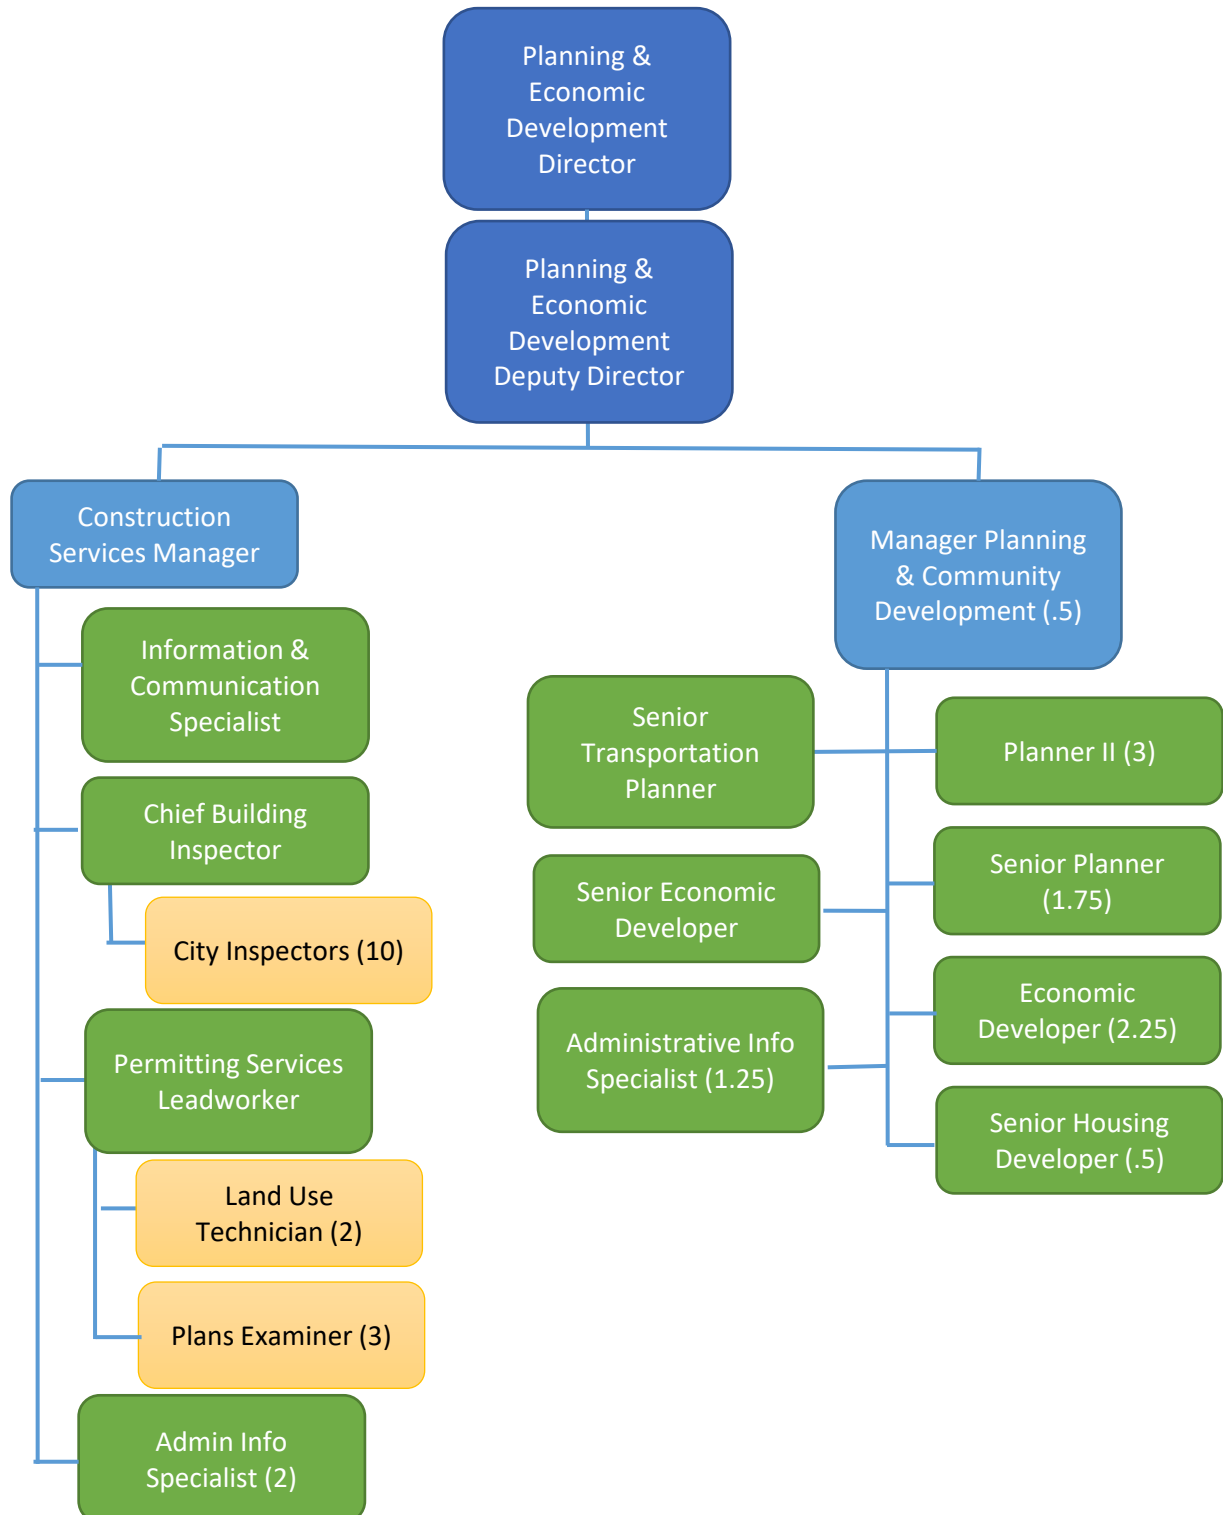 Planning &
Economic
Development
Director
Planning &
Economic
Development
Deputy Director
Construction
Services Manager
Information &
Communication
Specialist
Chief Building
Inspector
City Inspectors (10)
Permitting Services
Leadworker
Land Use
Technician (2)
Plans Examiner (3)
Admin Info
Specialist (2)
Manager Planning
& Community
Development (.5)
Senior
Transportation
Planner
Senior Economic
Developer
Administrative Info
Specialist (1.25)
Planner II (3)
Senior Planner
(1.75)
Economic
Developer (2.25)
Senior Housing
Developer (.5)